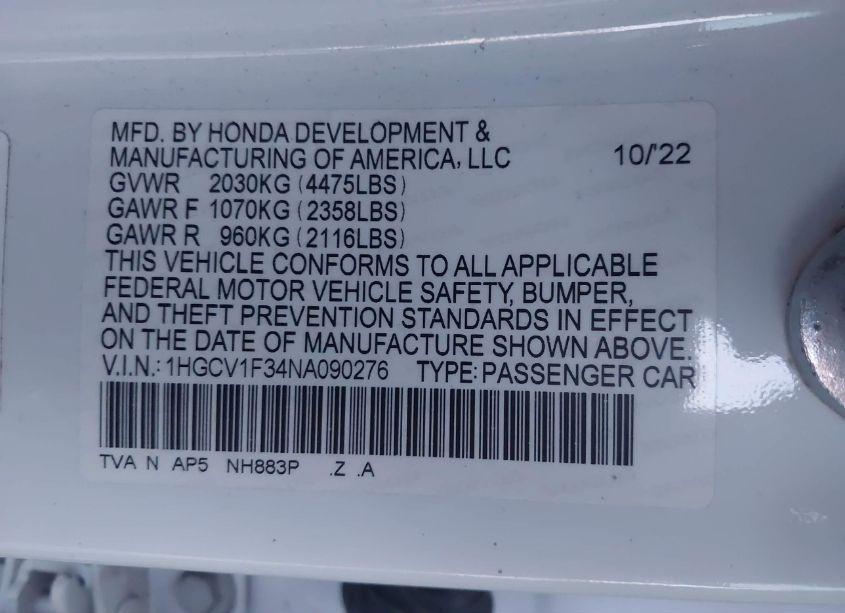 MFD. BY HONDA DEVELOPMENT &
MANUFACTURING OF AMERICA, LLC 10/'22
GVWR 2030KG (4475LBS)
GAWR F 1070KG (2358LBS)
GAWR R 960KG (2116LBS)
THIS VEHICLE CONFORMS TO ALL APPLICABLE
FEDERAL MOTOR VEHICLE SAFETY, BUMPER,
AND THEFT PREVENTION STANDARDS IN EFFECT
ON THE DATE OF MANUFACTURE SHOWN ABOVE.
V.I.N.: 1HGCV1F34NA090276 TYPE: PASSENGER CAR
TVA N AP5 NH883P .Z .A